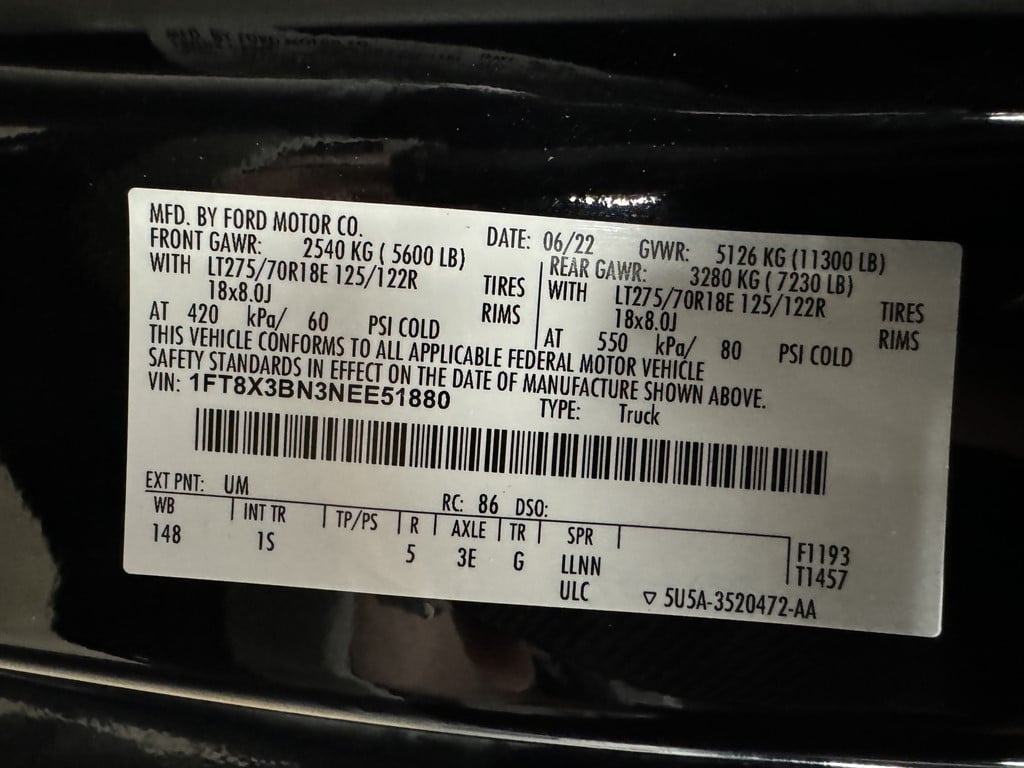 MFD. BY FORD MOTOR CO.
DATE: 06/22 GVWR: 5126 KG (11300 LB)
FRONT GAWR: 2540 KG ( 5600 LB)
WITH LT275/70R18E 125/122R TIRES
18x8.0J RIMS
AT 420 kPa/ 60 PSI COLD
REAR GAWR: 3280 KG ( 7230 LB)
WITH LT275/70R18E 125/122R TIRES
18x8.0J RIMS
AT 550 kPa/ 80 PSI COLD
THIS VEHICLE CONFORMS TO ALL APPLICABLE FEDERAL MOTOR VEHICLE
SAFETY STANDARDS IN EFFECT ON THE DATE OF MANUFACTURE SHOWN ABOVE.
VIN: 1FT8X3BN3NEE51880 TYPE: Truck
EXT PNT: UM RC: 86 DSO:
WB INT TR TP/PS R AXLE TR SPR
148 1S 5 3E G LLNN
ULC
F1193
T1457
▽ 5U5A-3520472-AA